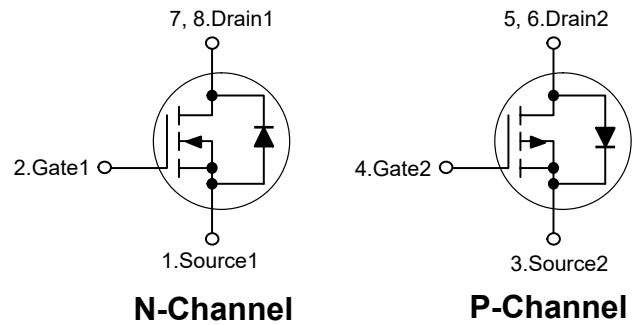 7, 8.Drain1
5, 6.Drain2
2.Gate1
4.Gate2
1.Source1
3.Source2
N-Channel
P-Channel